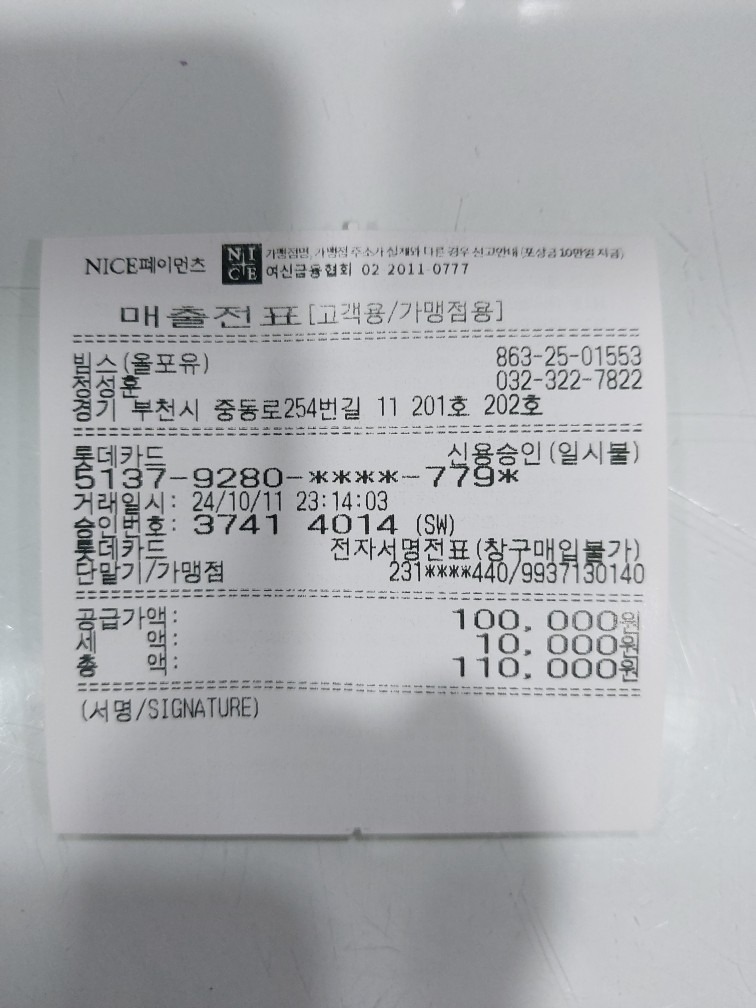 NICE페이먼츠
NICE
가맹점명, 가맹점 주소가 실제와 다른 경우 신고안내 (포상금 10만원 지급)
여신금융협회 02 2011-0777
매출전표[고객용/가맹점용]
빔스(올포유) 863-25-01553
정성훈 032-322-7822
경기 부천시 중동로254번길 11 201호 202호
롯데카드 신용승인(일시불)
5137-9280-****-779*
거래일시: 24/10/11 23:14:03
승인번호: 3741 4014 (SW)
롯데카드 전자서명전표(창구매입불가)
단말기/가맹점 231****440/9937130140
공급가액: 100,000원
세 액: 10,000원
총 액: 110,000원
(서명/SIGNATURE)